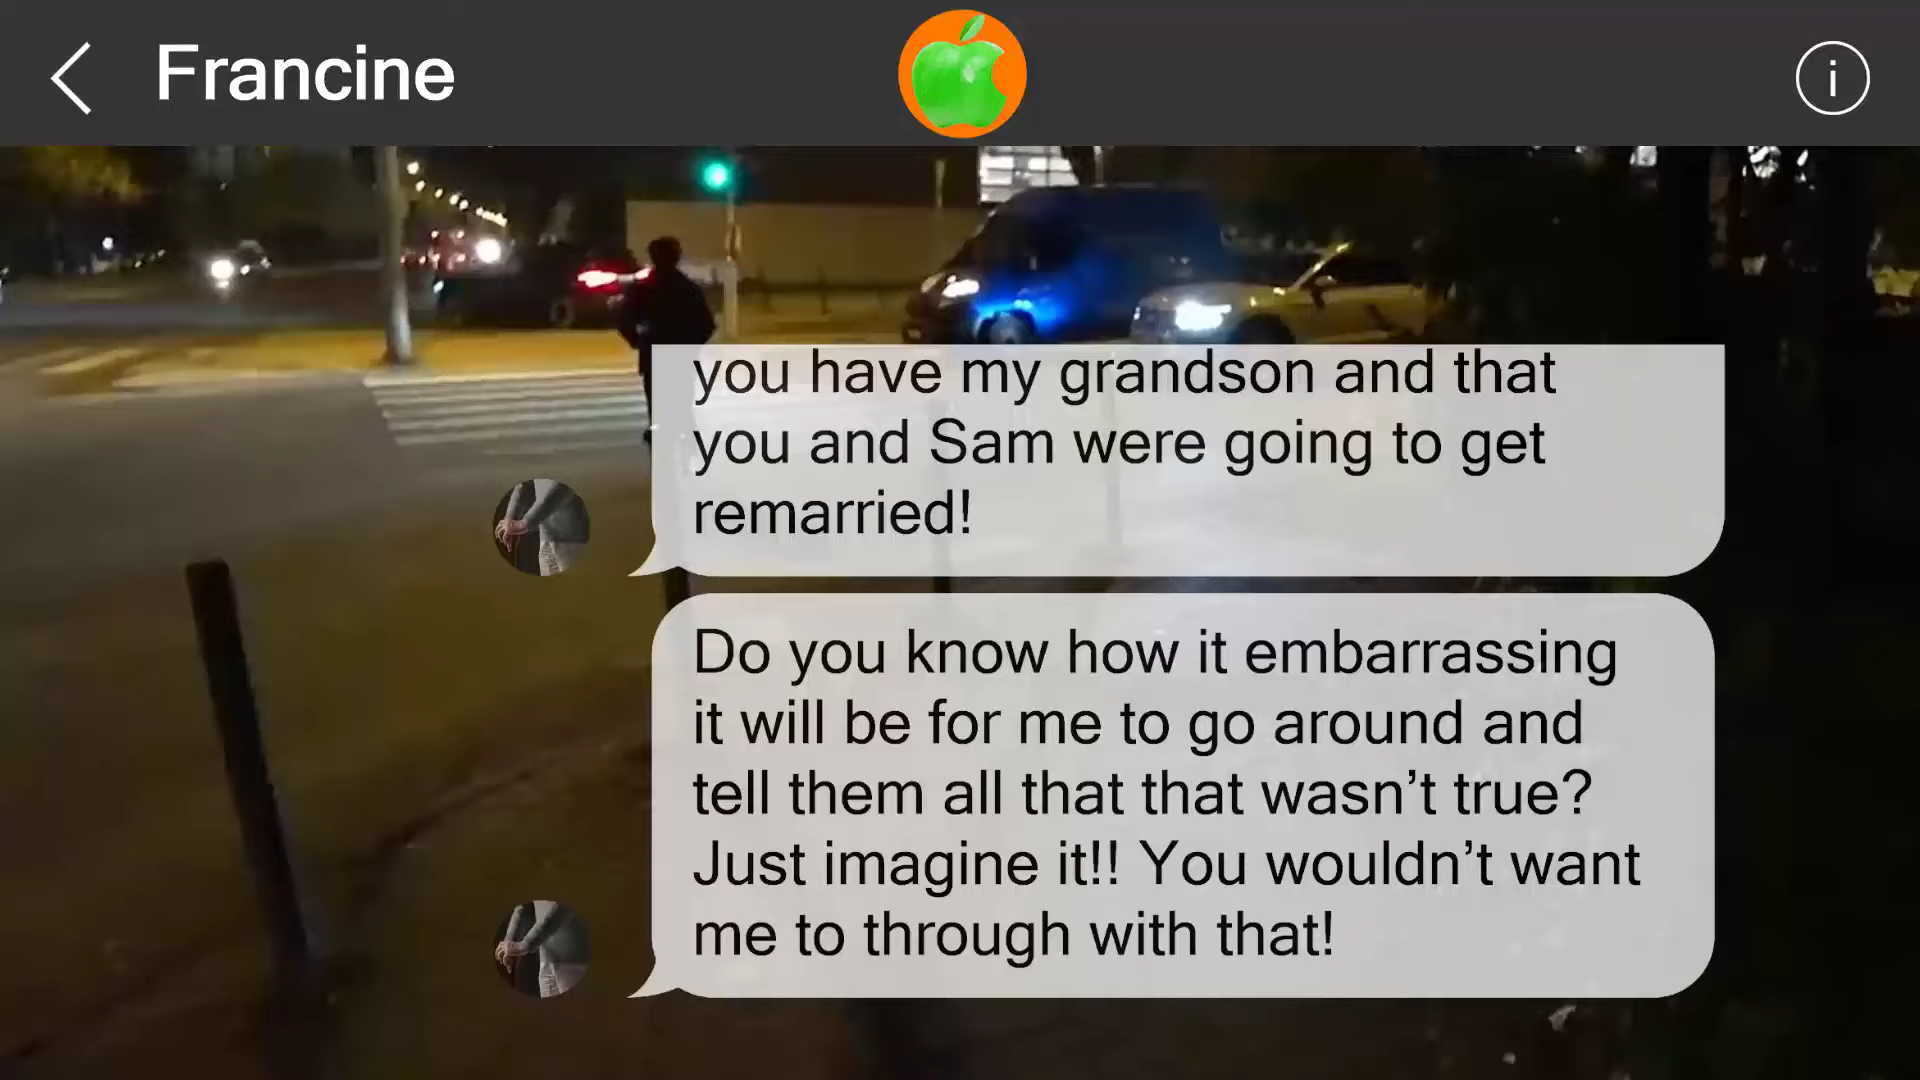 Francine
i
you have my grandson and that
you and Sam were going to get
remarried!
Do you know how it embarrassing
it will be for me to go around and
tell them all that that wasn’t true?
Just imagine it!! You wouldn’t want
me to through with that!